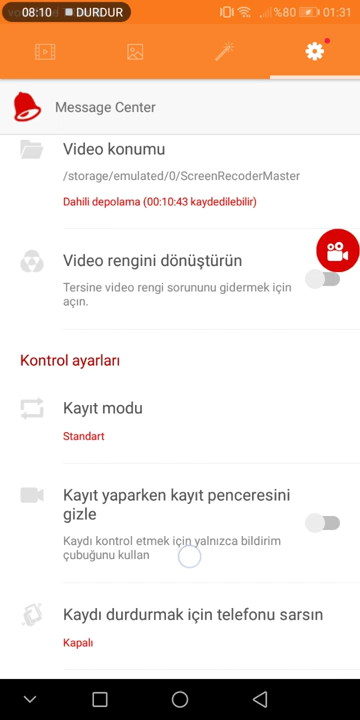 08:10 DURDUR %80 01:31
Message Center
Video konumu
/storage/emulated/0/ScreenRecoderMaster
Dahili depolama (00:10:43 kaydedilebilir)
Video rengini dönüştürün
Tersine video rengi sorununu gidermek için
açın.
Kontrol ayarları
Kayıt modu
Standart
Kayıt yaparken kayıt penceresini
gizle
Kaydı kontrol etmek için yalnızca bildirim
çubuğunu kullan
Kaydı durdurmak için telefonu sarsın
Kapalı